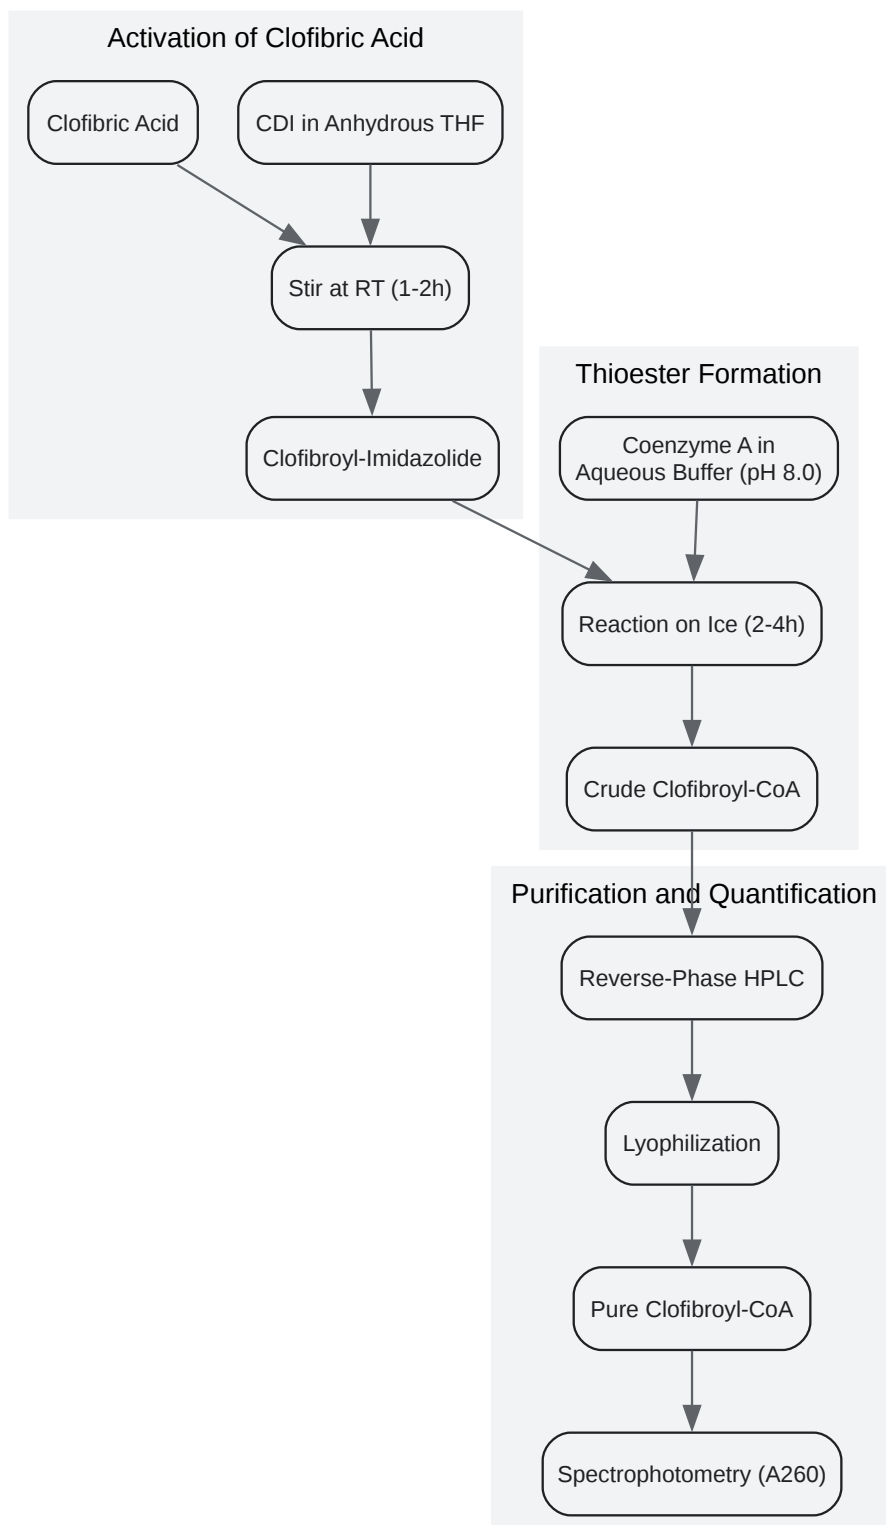 Activation of Clofibric Acid
Clofibric Acid
CDI in Anhydrous THF
Stir at RT (1-2h)
Clofibroyl-Imidazolide
Thioester Formation
Coenzyme A in
Aqueous Buffer (pH 8.0)
Reaction on Ice (2-4h)
Crude Clofibroyl-CoA
Purification and Quantification
Reverse-Phase HPLC
Lyophilization
Pure Clofibroyl-CoA
Spectrophotometry (A260)